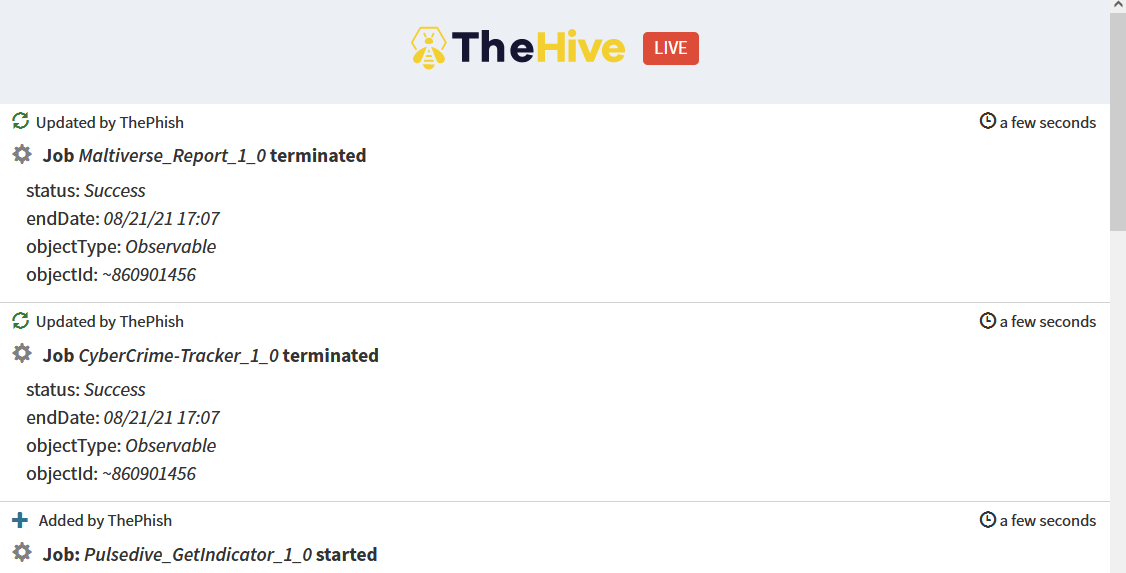 TheHive LIVE
Updated by ThePhish a few seconds
Job Maltiverse_Report_1_0 terminated
status: Success
endDate: 08/21/21 17:07
objectType: Observable
objectId: ~860901456
Updated by ThePhish a few seconds
Job CyberCrime-Tracker_1_0 terminated
status: Success
endDate: 08/21/21 17:07
objectType: Observable
objectId: ~860901456
Added by ThePhish a few seconds
Job: Pulsedive_GetIndicator_1_0 started